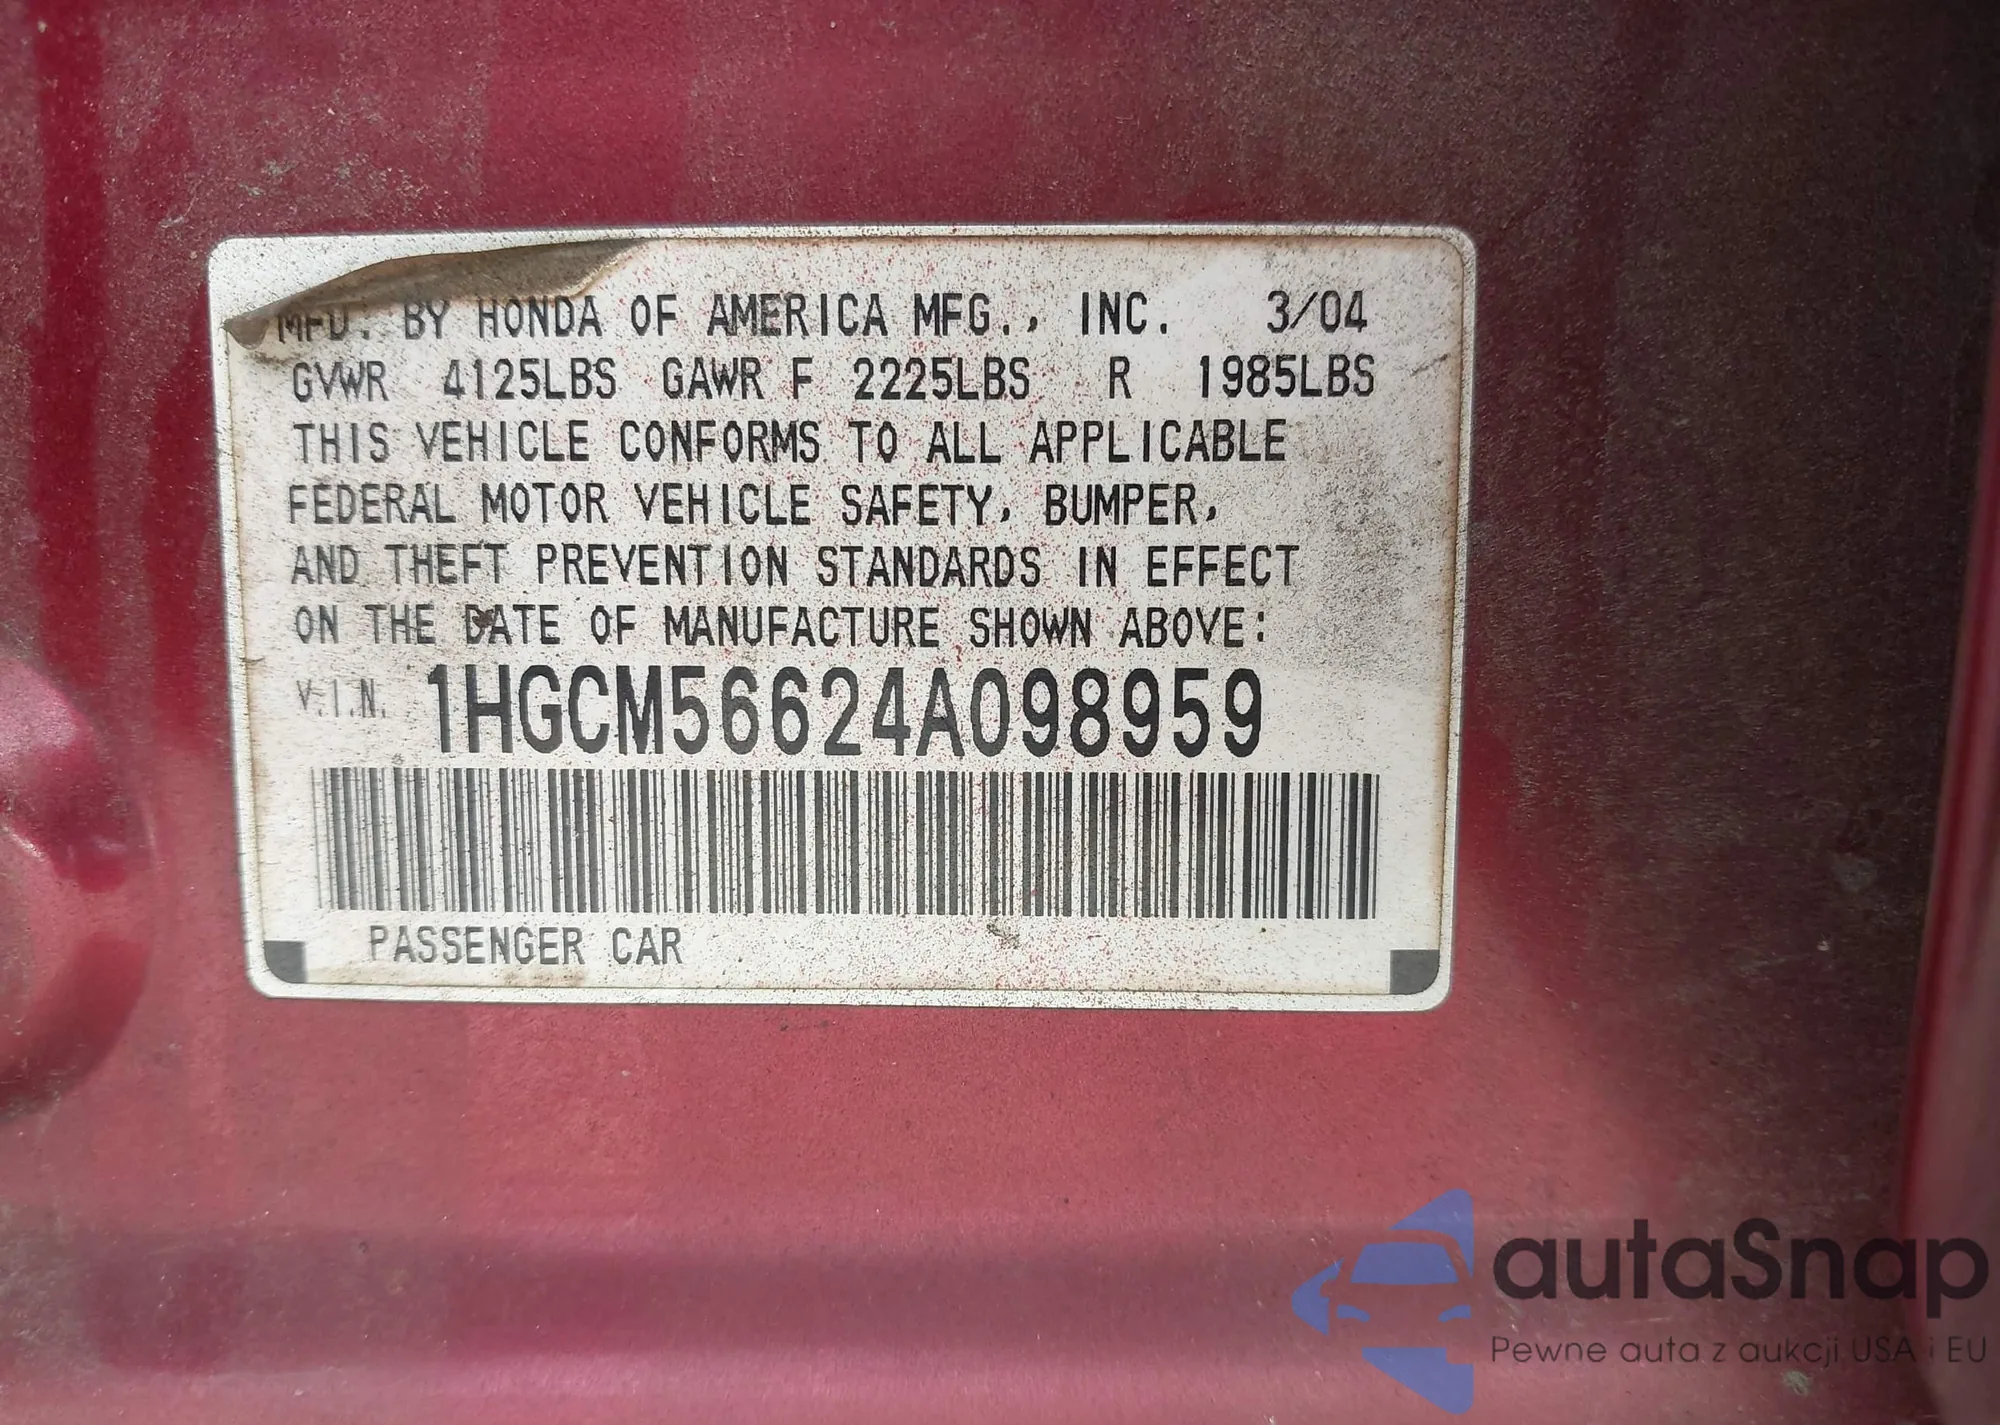 MFD. BY HONDA OF AMERICA MFG., INC. 3/04
GVWR 4125LBS GAWR F 2225LBS R 1985LBS
THIS VEHICLE CONFORMS TO ALL APPLICABLE
FEDERAL MOTOR VEHICLE SAFETY, BUMPER,
AND THEFT PREVENTION STANDARDS IN EFFECT
ON THE DATE OF MANUFACTURE SHOWN ABOVE:
V.I.N. 1HGCM56624A098959
PASSENGER CAR
autaSnap
Pewne auta z aukcji USA i EU